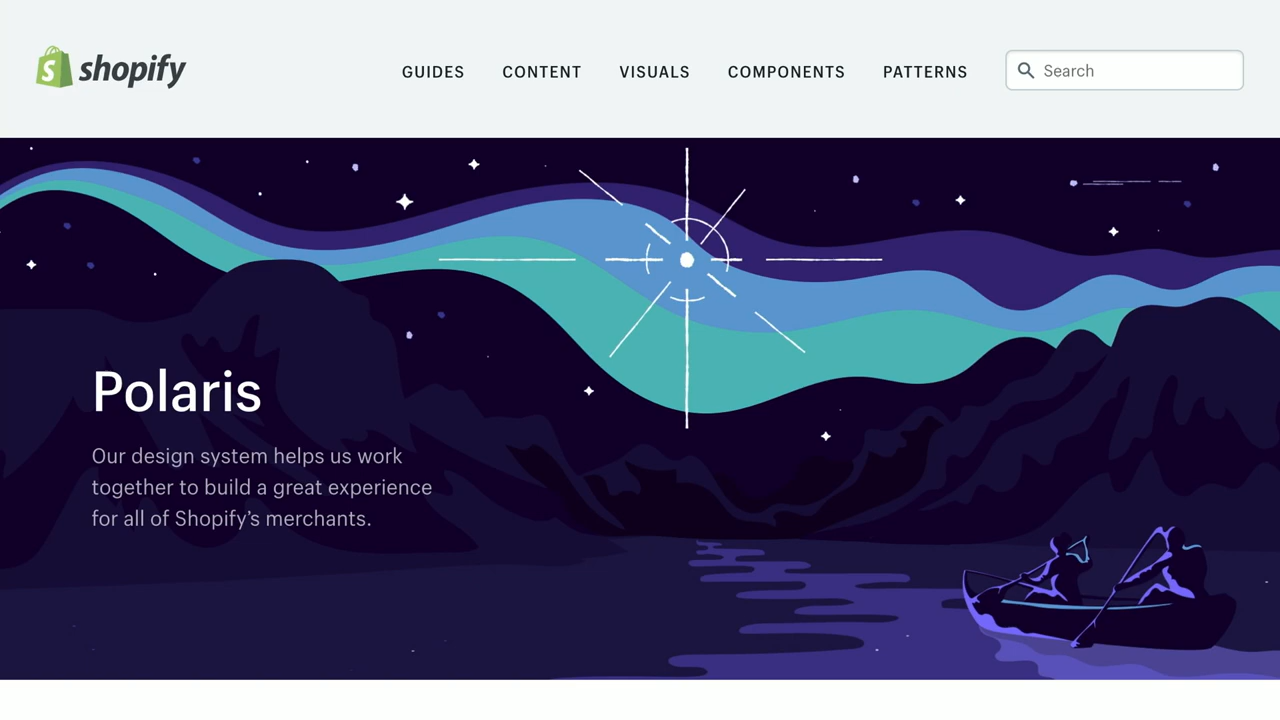 shopify
GUIDES
CONTENT
VISUALS
COMPONENTS
PATTERNS
Search
Polaris
Our design system helps us work
together to build a great experience
for all of Shopify’s merchants.